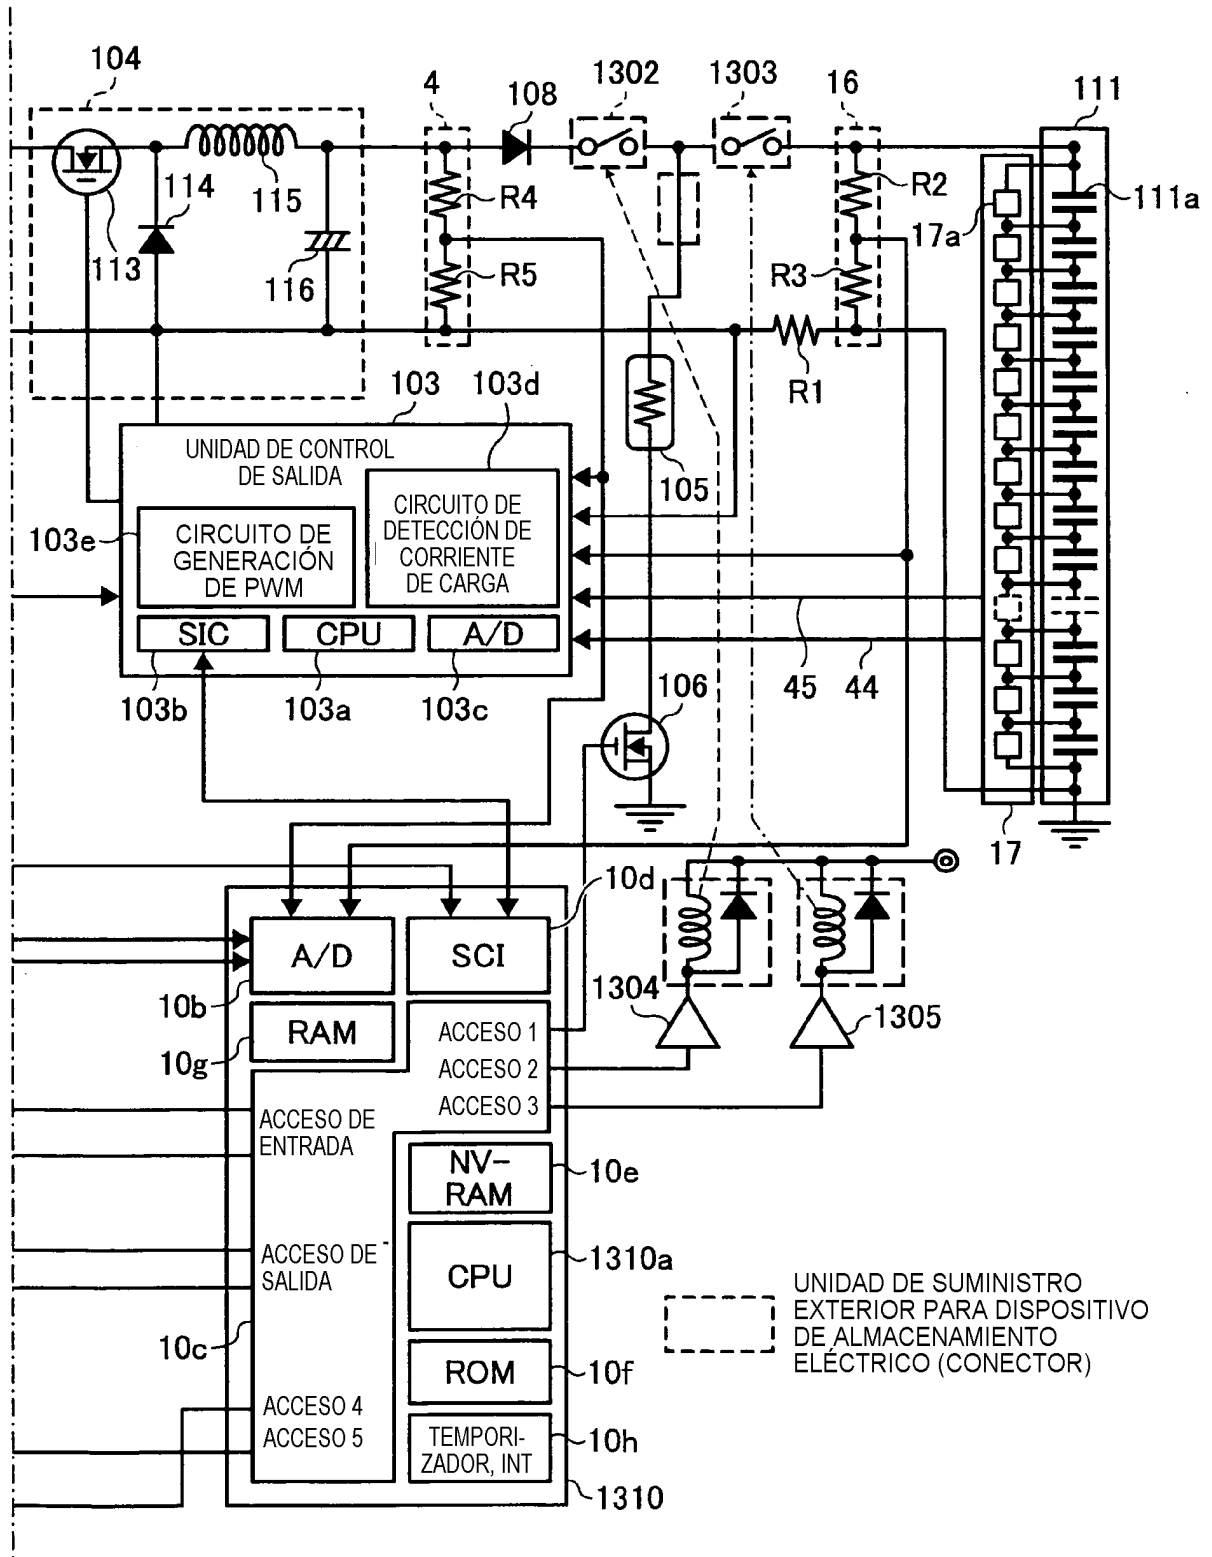 104
4
108
1302
1303
16
111
113
114
115
116
R4
R5
R2
R3
R1
17a
111a
103
103d
UNIDAD DE CONTROL
DE SALIDA
105
103e
CIRCUITO DE
GENERACIÓN
DE PWM
CIRCUITO DE
DETECCIÓN DE
CORRIENTE
DE CARGA
SIC
CPU
A/D
103b
103a
103c
106
45
44
17
10d
A/D
SCI
10b
1304
1305
RAM
10g
ACCESO 1
ACCESO 2
ACCESO 3
ACCESO DE
ENTRADA
NV-
RAM
10e
ACCESO DE
SALIDA
CPU
1310a
10c
ROM
10f
ACCESO 4
ACCESO 5
TEMPORI-
ZADOR, INT
10h
1310
UNIDAD DE SUMINISTRO
EXTERIOR PARA DISPOSITIVO
DE ALMACENAMIENTO
ELÉCTRICO (CONECTOR)